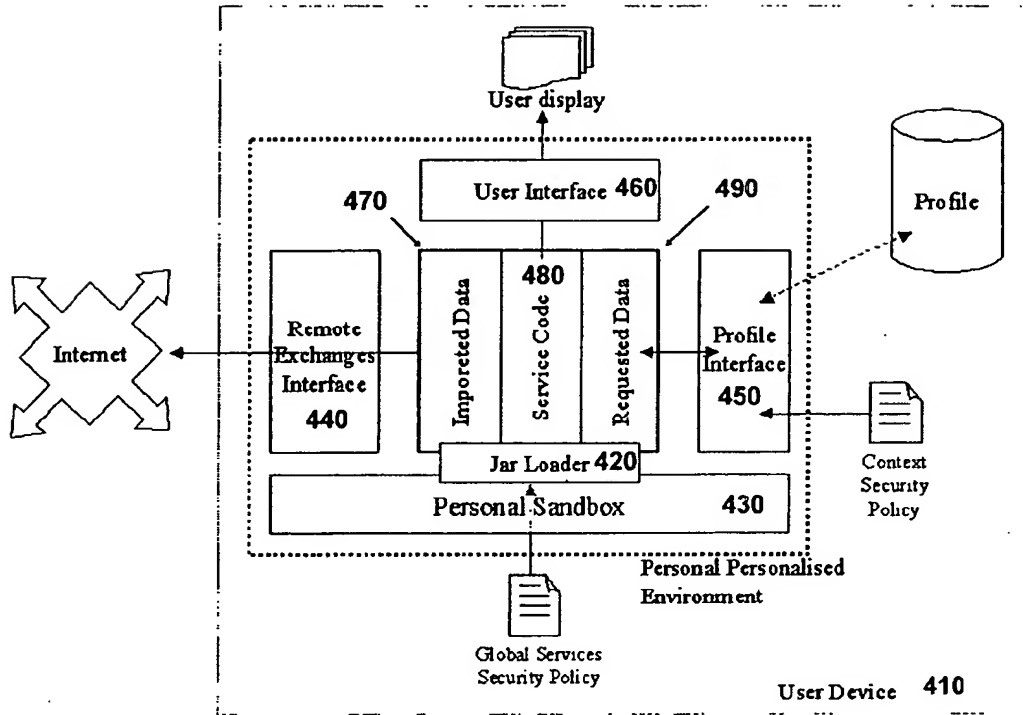 User display
User Interface 460
470
490
Profile
480
Imporeted Data
Service Code
Requested Data
Internet
Remote
Exchanges
Interface
440
Profile
Interface
450
Jar Loader 420
Personal Sandbox
430
Context
Security
Policy
Personal Personalised
Environment
Global Services
Security Policy
User Device 410